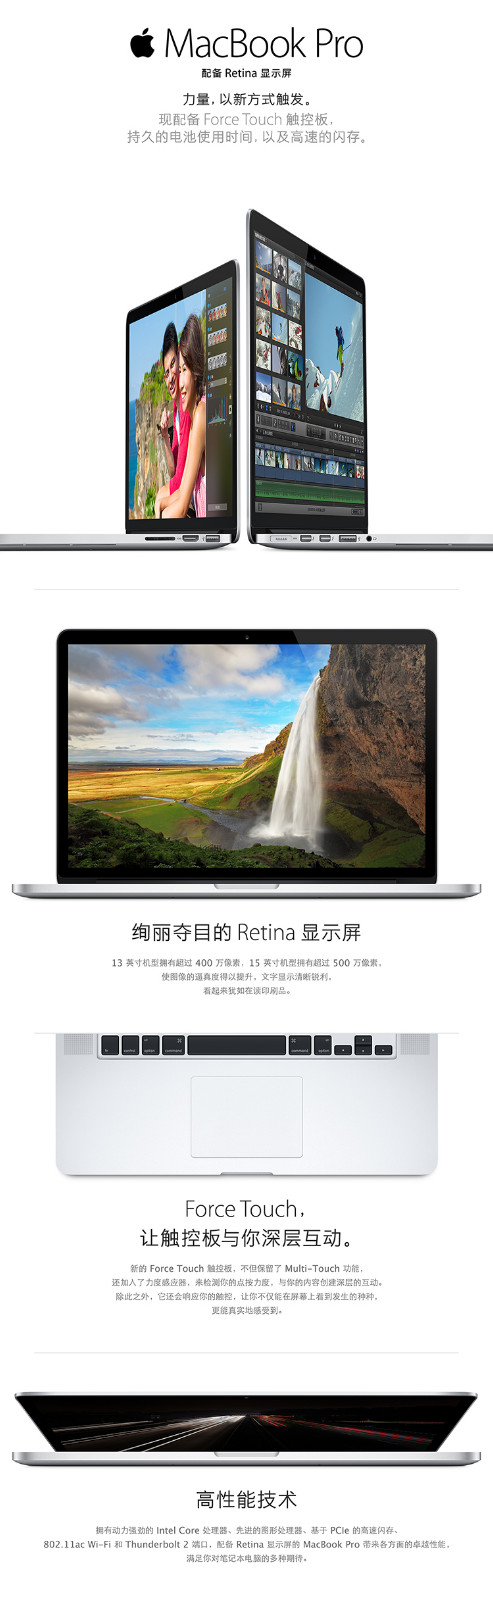 MacBook Pro
配备 Retina 显示屏
力量，以新方式触发。
现配备 Force Touch 触控板，
持久的电池使用时间，以及高速的闪存。
绚丽夺目的 Retina 显示屏
13 英寸机型拥有超过 400 万像素，15 英寸机型拥有超过 500 万像素，
使图像的逼真度得以提升，文字显示清晰锐利，
看起来犹如在读印刷品。
fn control option command command option
Force Touch，
让触控板与你深层互动。
新的 Force Touch 触控板，不但保留了 Multi-Touch 功能，
还加入了力度感应器，来检测你的点按力度，与你的内容创建深层的互动。
除此之外，它还会响应你的触控，让你不仅能在屏幕上看到发生的种种，
更能真实地感受到。
高性能技术
拥有动力强劲的 Intel Core 处理器、先进的图形处理器、基于 PCIe 的高速闪存、
802.11ac Wi-Fi 和 Thunderbolt 2 端口，配备 Retina 显示屏的 MacBook Pro 带来各方面的卓越性能，
满足你对笔记本电脑的多种期待。